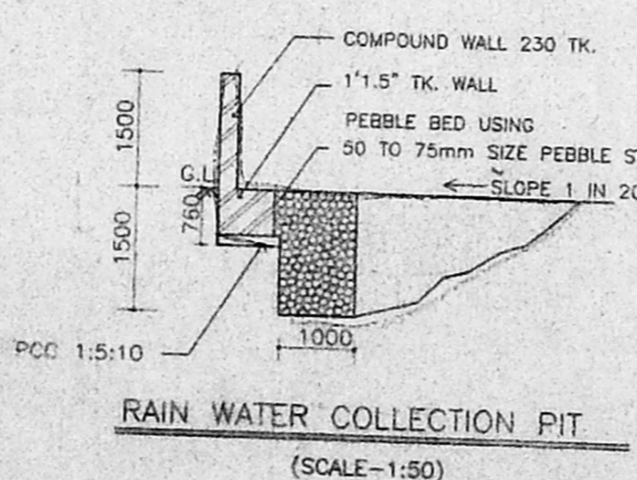 COMPOUND WALL 230 TK.
1'1.5" TK. WALL
PEBBLE BED USING
50 TO 75mm SIZE PEBBLE
SLOPE 1 IN
1500
G.L
760
1500
PCC 1:5:10
1000
RAIN WATER COLLECTION PIT
(SCALE-1:50)